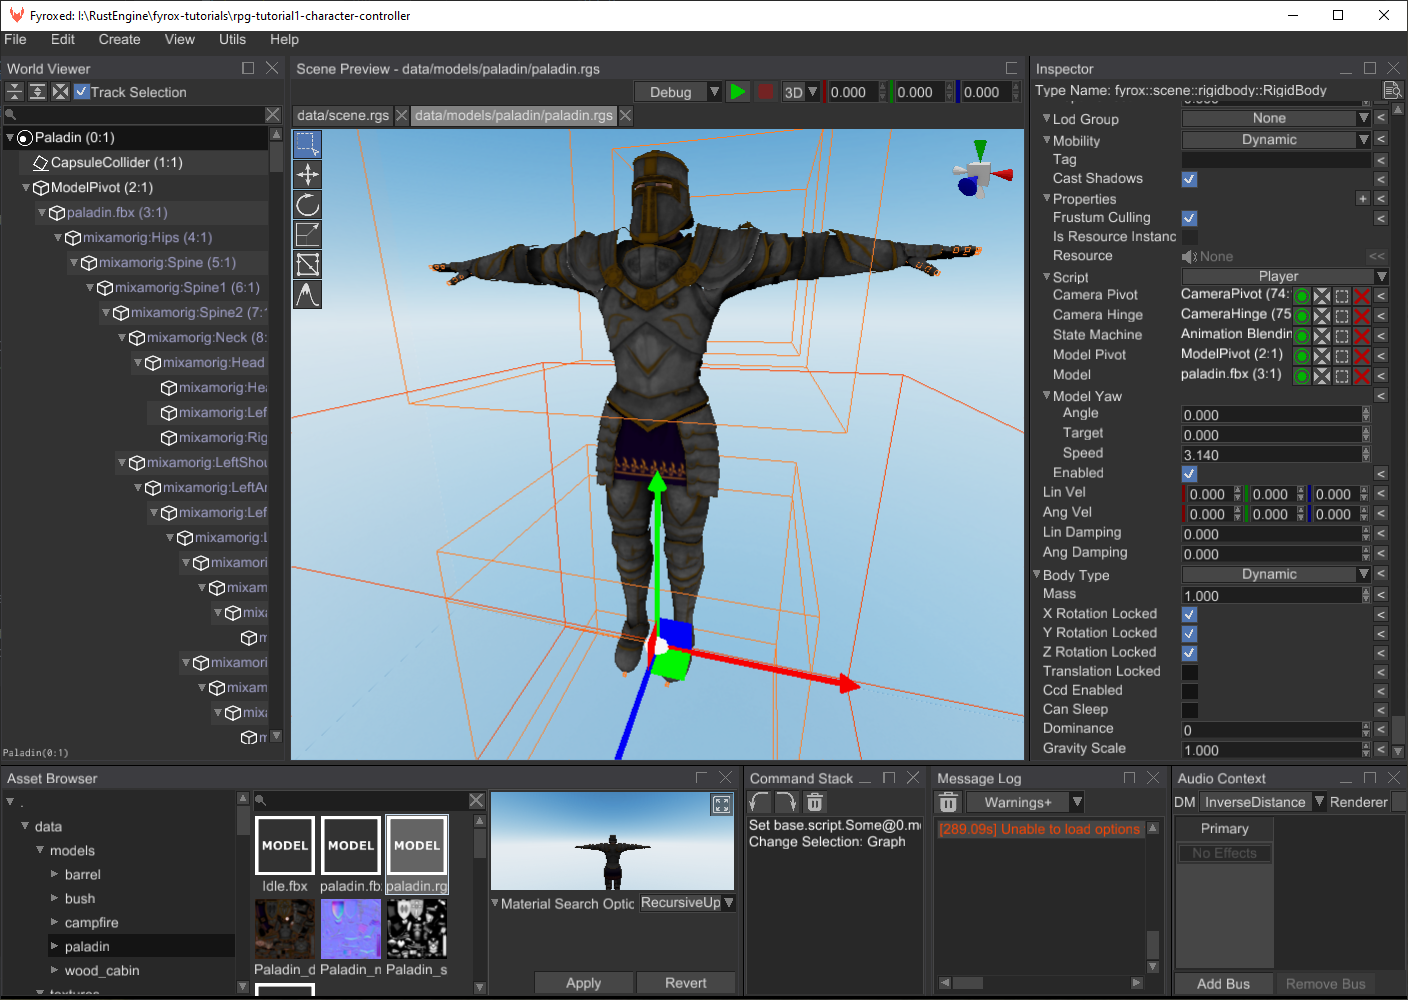 Fyroxed: I:\RustEngine\fyrox-tutorials\rpg-tutorial1-character-controller
File Edit Create View Utils Help
World Viewer
Track Selection
Paladin (0:1)
CapsuleCollider (1:1)
ModelPivot (2:1)
paladin.fbx (3:1)
mixamorig:Hips (4:1)
mixamorig:Spine (5:1)
mixamorig:Spine1 (6:1)
mixamorig:Spine2 (7:
mixamorig:Neck (8:
mixamorig:Head
mixamorig:He
mixamorig:Lef
mixamorig:Rig
mixamorig:LeftShou
mixamorig:LeftAr
mixamorig:Lef
mixamorig:L
mixamori
mixam
mix
m
mixamori
mixam
mix
m
Paladin(0:1)
Scene Preview - data/models/paladin/paladin.rgs
Debug 3D 0.000 0.000 0.000
data/scene.rgs data/models/paladin/paladin.rgs
Inspector
Type Name: fyrox::scene::rigidbody::RigidBody
Lod Group None <
Mobility Dynamic <
Tag <
Cast Shadows <
Properties + <
Frustum Culling <
Is Resource Instanc
Resource None <<
Script Player
Camera Pivot CameraPivot (74: <
Camera Hinge CameraHinge (75 <
State Machine Animation Blendin <
Model Pivot ModelPivot (2:1) <
Model paladin.fbx (3:1) <
Model Yaw <
Angle 0.000
Target 0.000
Speed 3.140
Enabled <
Lin Vel 0.000 0.000 0.000 <
Ang Vel 0.000 0.000 0.000 <
Lin Damping 0.000 <
Ang Damping 0.000 <
Body Type Dynamic <
Mass 1.000 <
X Rotation Locked <
Y Rotation Locked <
Z Rotation Locked <
Translation Locked <
Ccd Enabled <
Can Sleep <
Dominance 0 <
Gravity Scale 1.000 <
Asset Browser
.
data
models
barrel
bush
campfire
paladin
wood_cabin
textures
MODEL MODEL MODEL
Idle.fbx paladin.fb paladin.rg
Paladin_d Paladin_n Paladin_s
Material Search Optic RecursiveUp
Apply Revert
Command Stack
Set base.script.Some@0.m
Change Selection: Graph
Message Log
Warnings+
[289.09s] Unable to load options
Audio Context
DM InverseDistance Renderer
Primary
No Effects
Add Bus Remove Bus